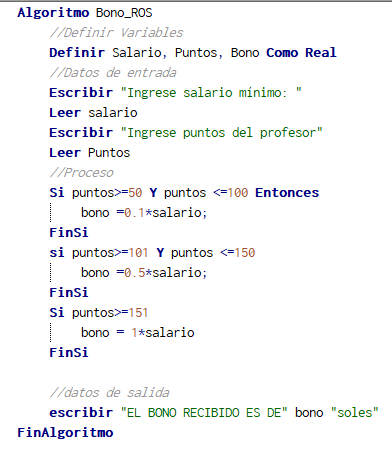 Algoritmo Bono_ROS
//Definir Variables
Definir Salario, Puntos, Bono Como Real
//Datos de entrada
Escribir "Ingrese salario mínimo: "
Leer salario
Escribir "Ingrese puntos del profesor"
Leer Puntos
//Proceso
Si puntos>=50 Y puntos <=100 Entonces
bono =0.1*salario;
FinSi
si puntos>=101 Y puntos <=150
bono =0.5*salario;
FinSi
Si puntos>=151
bono = 1*salario
FinSi
//datos de salida
escribir "EL BONO RECIBIDO ES DE" bono "soles"
FinAlgoritmo